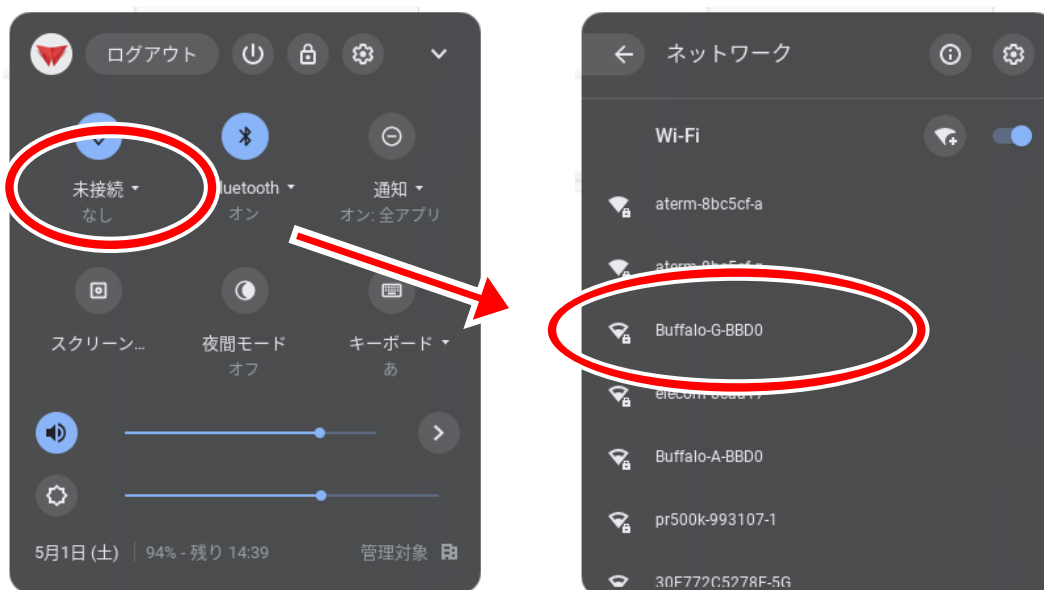 ログアウト
未接続
なし
luetooth
オン
通知
オン: 全アプリ
スクリーン...
夜間モード
オフ
キーボード
あ
5月1日 (土)
94% - 残り 14:39
管理対象
ネットワーク
Wi-Fi
aterm-8bc5cf-a
Buffalo-G-BBD0
Buffalo-A-BBD0
pr500k-993107-1
30F772C5278F-5G